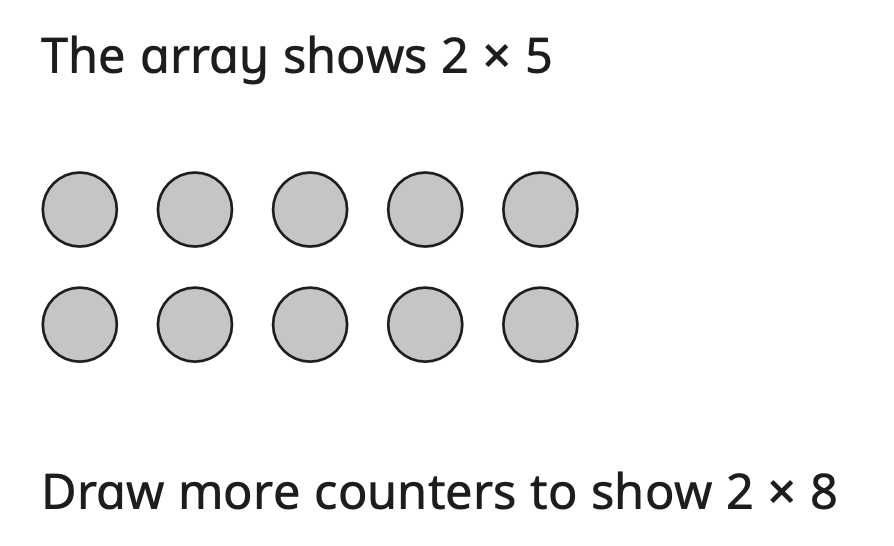 The array shows 2 × 5
Draw more counters to show 2 × 8